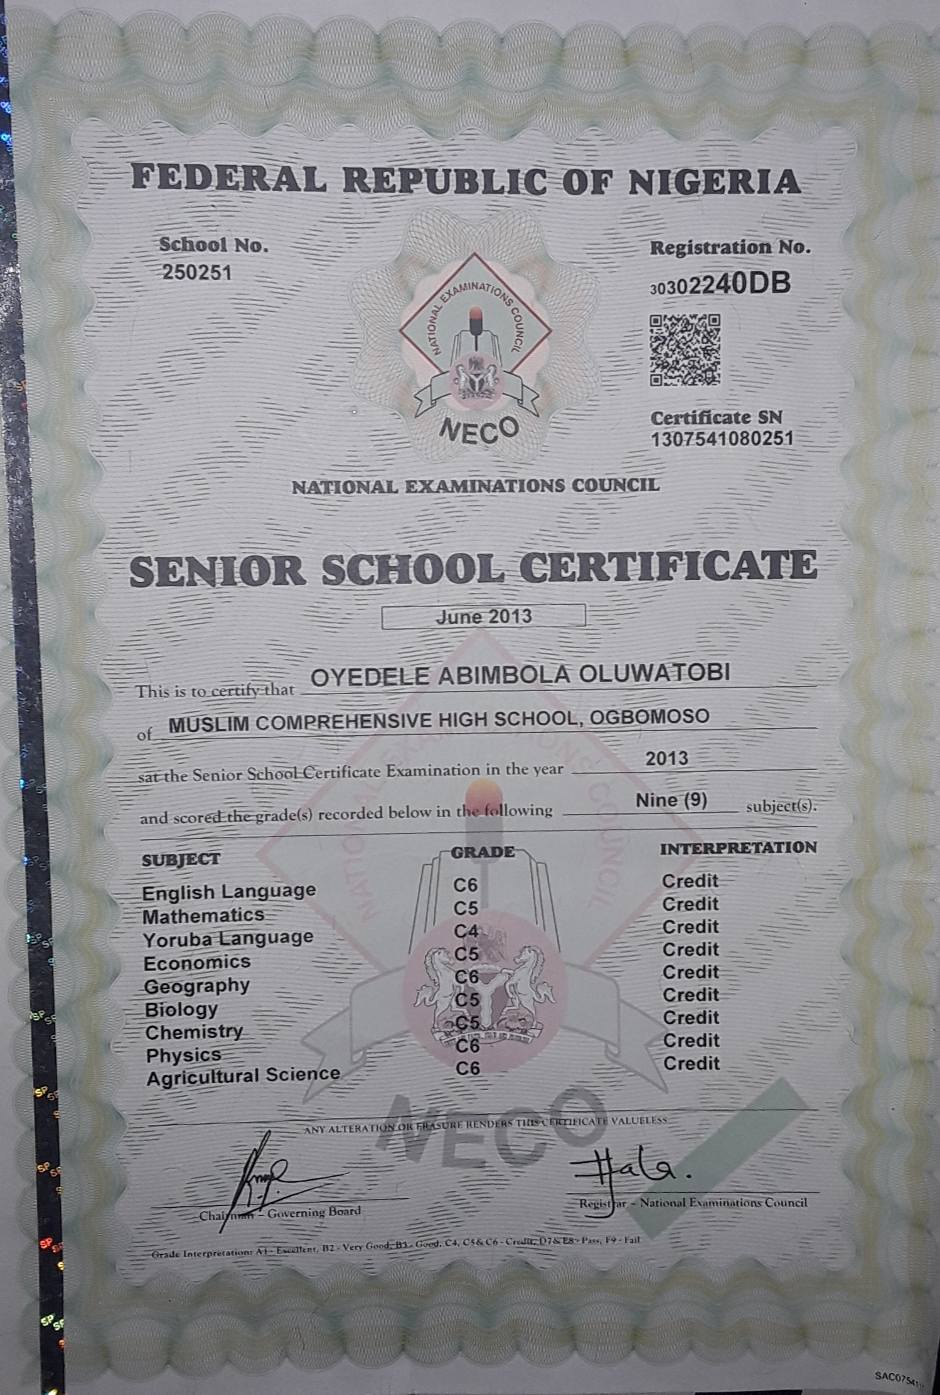 FEDERAL REPUBLIC OF NIGERIA
School No.
250251
Registration No.
30302240DB
NATIONAL EXAMINATIONS COUNCIL
NECO
Certificate SN
1307541080251
NATIONAL EXAMINATIONS COUNCIL
SENIOR SCHOOL CERTIFICATE
June 2013
This is to certify that OYEDELE ABIMBOLA OLUWATOBI
of MUSLIM COMPREHENSIVE HIGH SCHOOL, OGBOMOSO
sat the Senior School Certificate Examination in the year 2013
and scored the grade(s) recorded below in the following Nine (9) subject(s).
SUBJECT GRADE INTERPRETATION
English Language C6 Credit
Mathematics C5 Credit
Yoruba Language C4 Credit
Economics C5 Credit
Geography C6 Credit
Biology C5 Credit
Chemistry C5 Credit
Physics C6 Credit
Agricultural Science C6 Credit
NECO
ANY ALTERATION OR ERASURE RENDERS THIS CERTIFICATE VALUELESS
Chairman - Governing Board
Registrar - National Examinations Council
Grade Interpretation: A1 - Excellent, B2 - Very Good, B3 - Good, C4, C5 & C6 - Credit, D7 & E8 - Pass, F9 - Fail